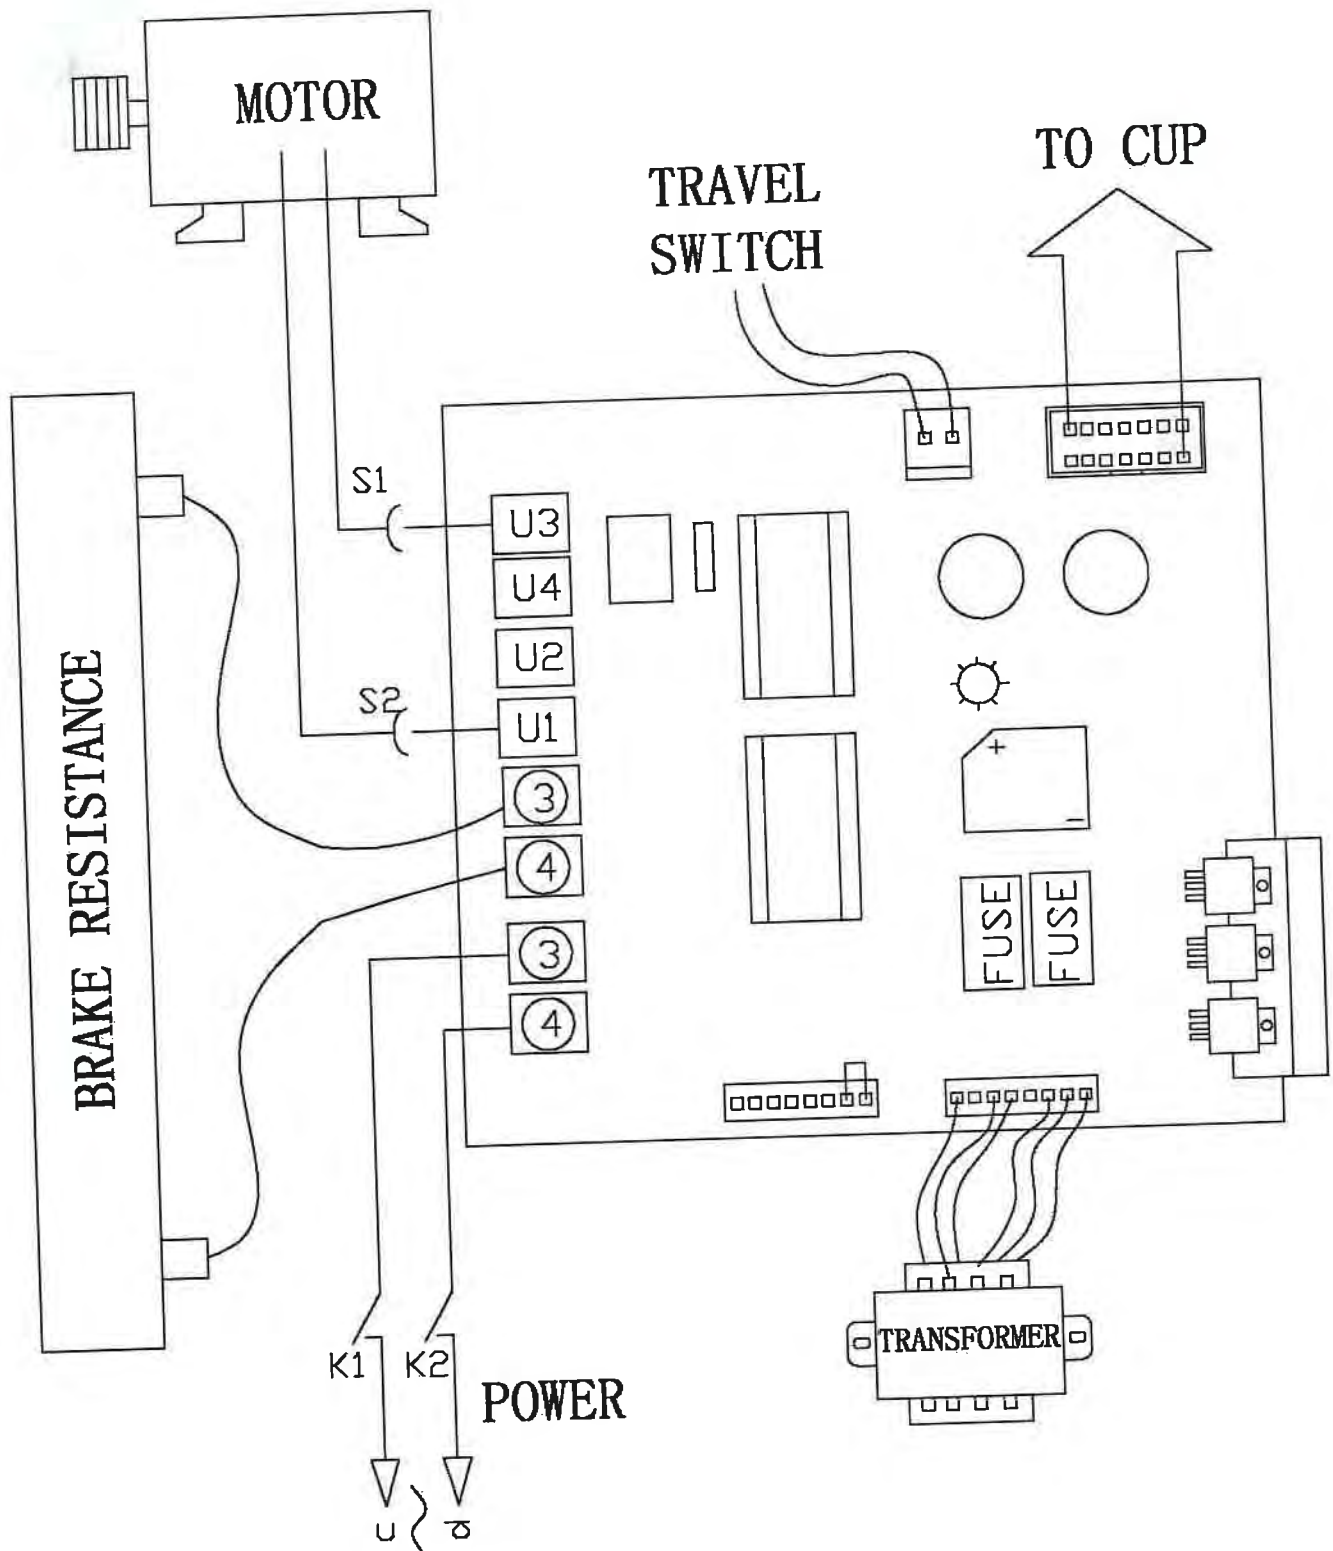 MOTOR
TO CUP
TRAVEL
SWITCH
S1
U3
U4
U2
S2
U1
+
3
-
4
BRAKE RESISTANCE
FUSE
FUSE
3
4
K1
K2
TRANSFORMER
POWER